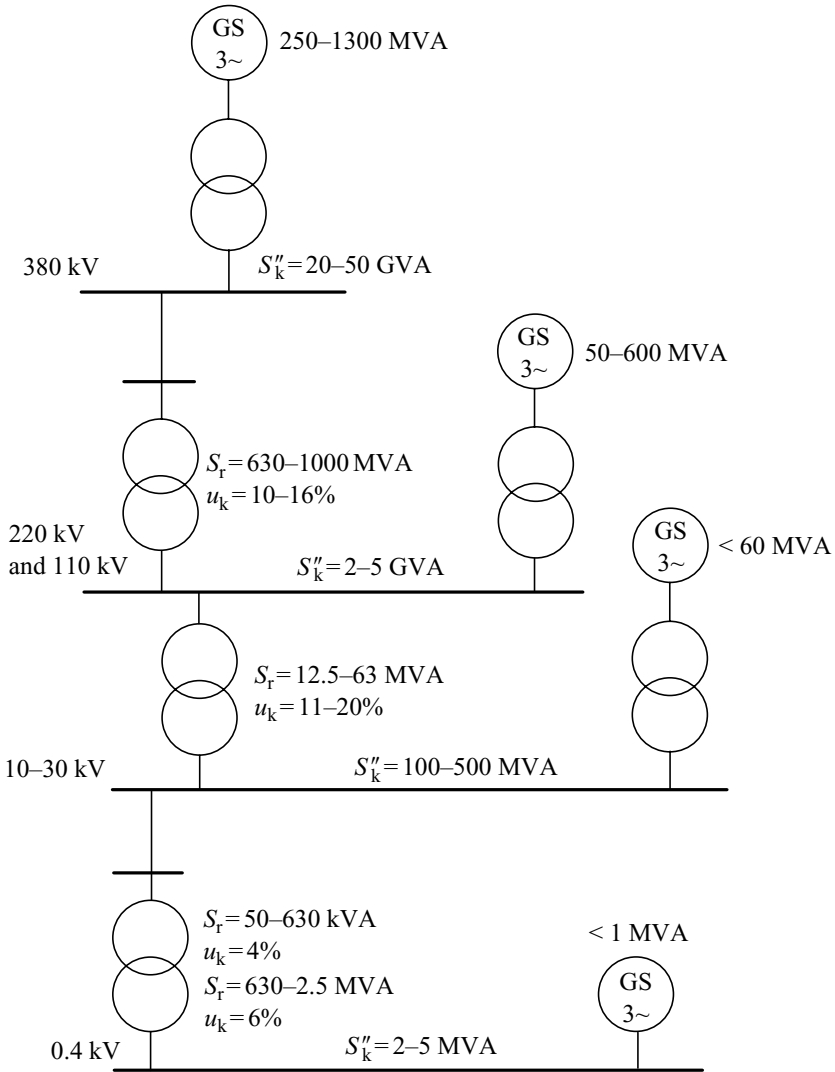 GS
3~
250–1300 MVA
380 kV
S″k = 20–50 GVA
GS
3~
50–600 MVA
Sr = 630–1000 MVA
uk = 10–16%
220 kV
and 110 kV
S″k = 2–5 GVA
GS
3~
< 60 MVA
Sr = 12.5–63 MVA
uk = 11–20%
10–30 kV
S″k = 100–500 MVA
Sr = 50–630 kVA
uk = 4%
Sr = 630–2.5 MVA
uk = 6%
< 1 MVA
GS
3~
0.4 kV
S″k = 2–5 MVA